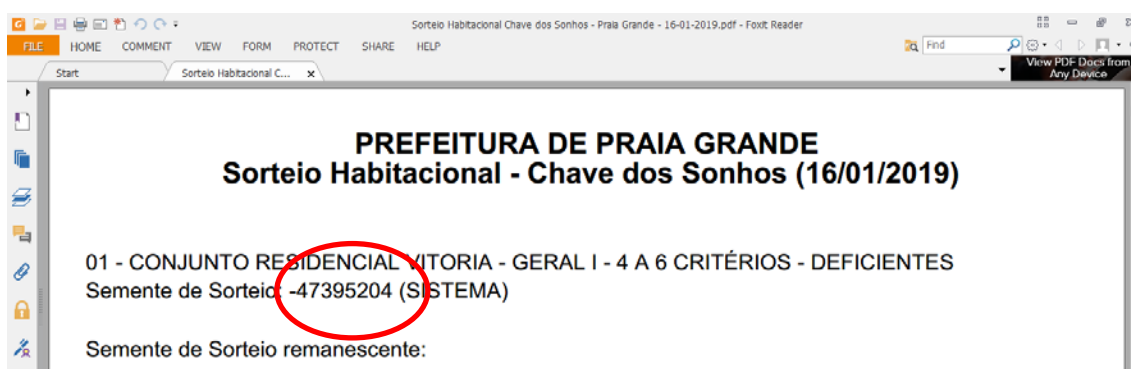 Sorteio Habitacional Chave dos Sonhos - Praia Grande - 16-01-2019.pdf - Foxit Reader
FILE HOME COMMENT VIEW FORM PROTECT SHARE HELP Find
Start Sorteio Habitacional C... x View PDF Docs from
Any Device
PREFEITURA DE PRAIA GRANDE
Sorteio Habitacional - Chave dos Sonhos (16/01/2019)
01 - CONJUNTO RESIDENCIAL VITORIA - GERAL I - 4 A 6 CRITÉRIOS - DEFICIENTES
Semente de Sorteio: -47395204 (SISTEMA)
Semente de Sorteio remanescente: